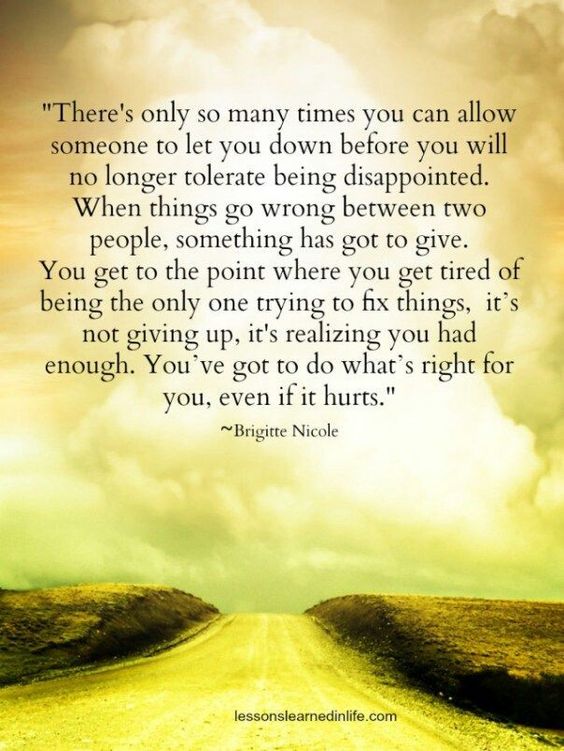 "There's only so many times you can allow
someone to let you down before you will
no longer tolerate being disappointed.
When things go wrong between two
people, something has got to give.
You get to the point where you get tired of
being the only one trying to fix things,  it's
not giving up, it's realizing you had
enough. You've got to do what's right for
you, even if it hurts."
~Brigitte Nicole
lessonslearnedinlife.com